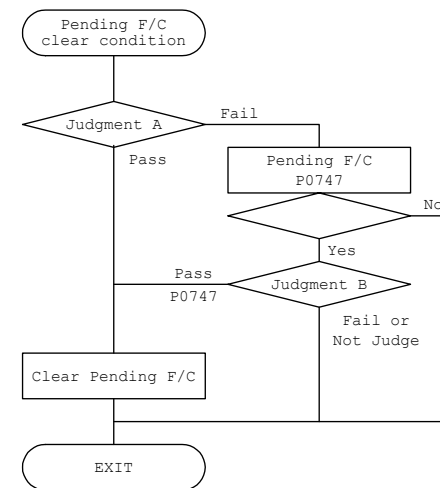 Pending F/C
clear condition
Judgment A
Fail
Pass
Pending F/C
P0747
No
Yes
Pass
P0747
Judgment B
Fail or
Not Judge
Clear Pending F/C
EXIT